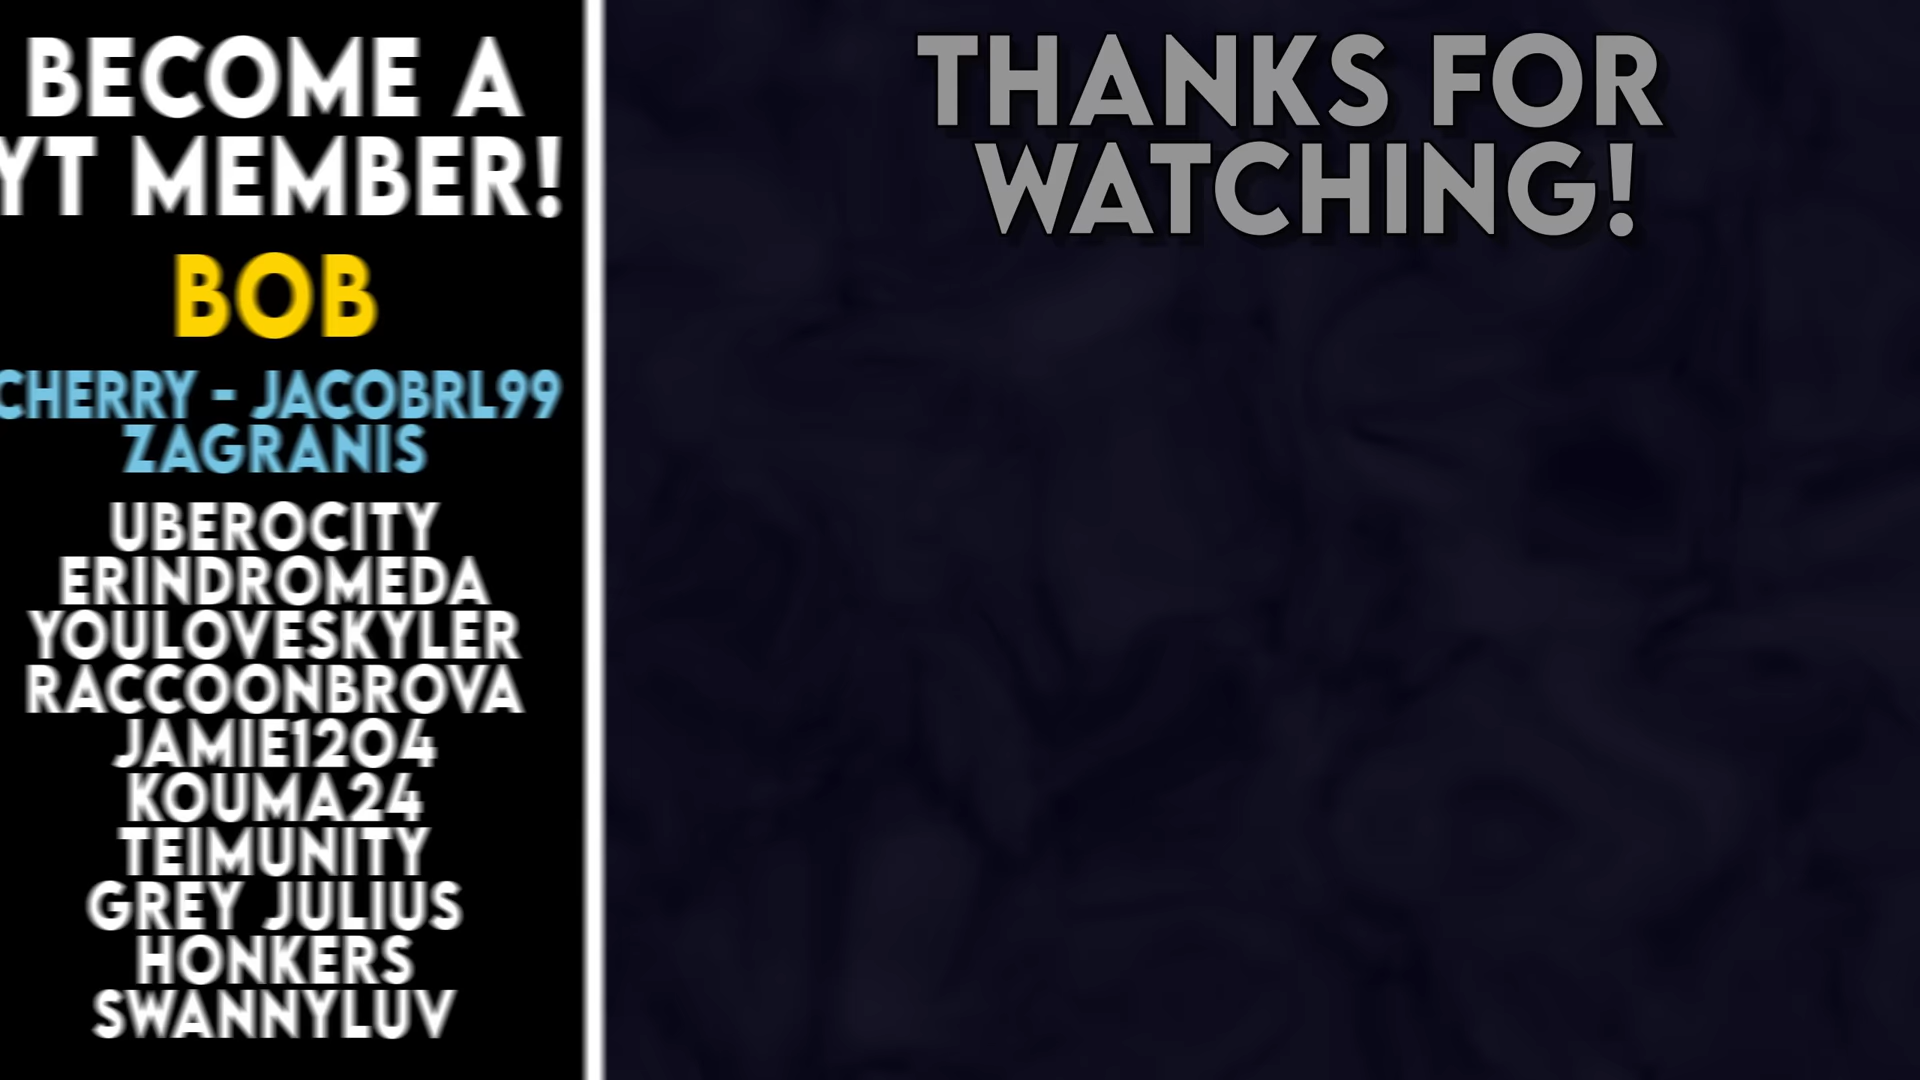 BECOME A
YT MEMBER!
BOB
CHERRY - JACOBRL99
ZAGRANIS
UBEROCITY
ERINDROMEDA
YOULOVESKYLER
RACCOONBROVA
JAMIE1204
KOUMA24
TEIMUNITY
GREY JULIUS
HONKERS
SWANNYLUV
THANKS FOR
WATCHING!